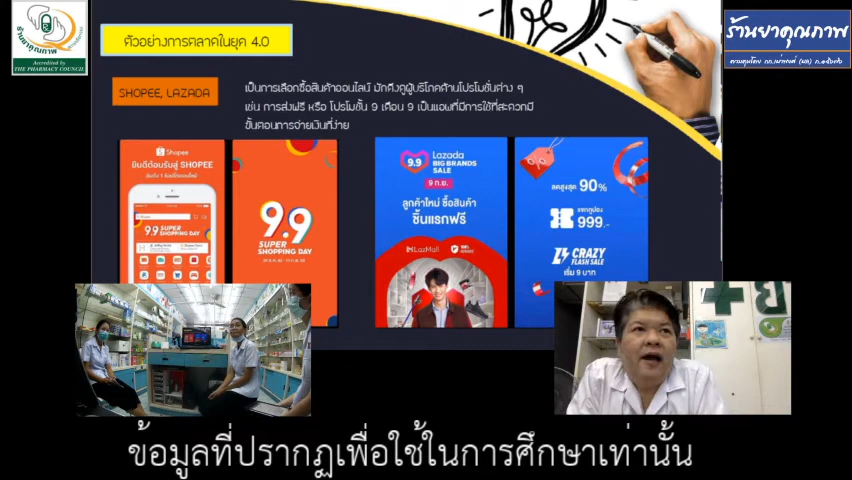 ร้านยาคุณภาพ
Accredited by
THE PHARMACY COUNCIL
ตัวอย่างการตลาดในยุค 4.0
ร้านยาคุณภาพ
SHOPEE, LAZADA
เป็นการเลือกซื้อสินค้าออนไลน์ มักดึงดูผู้บริโภคด้านโปรโมชั่นต่าง ๆ
เช่น การส่งฟรี หรือ โปรโมชั่น 9 เดือน 9 เป็นแอพที่มีการใช้ที่สะดวกมี
ขั้นตอนการจ่ายเงินที่ง่าย
Shopee
ยินดีต้อนรับสู่ SHOPEE
9.9 SUPER
SHOPPING DAY
9.9
SUPER
SHOPPING DAY
9.9
Lazada
BIG BRANDS
SALE
9 ก.ย.
ลูกค้าใหม่ ซื้อสินค้า
ชิ้นแรกฟรี
LazMall
%
ลดสูงสุด 90%
แจกคูปอง
999.-
CRAZY
FLASH SALE
เริ่ม 9 บาท
ข้อมูลที่ปรากฏเพื่อใช้ในการศึกษาเท่านั้น